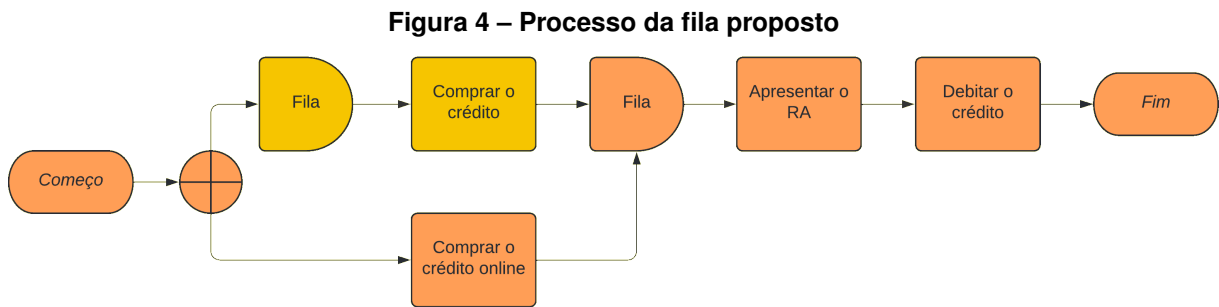 Figura 4 – Processo da fila proposto
Fila
Comprar o
crédito
Fila
Apresentar o
RA
Debitar o
crédito
Fim
Começo
Comprar o
crédito online